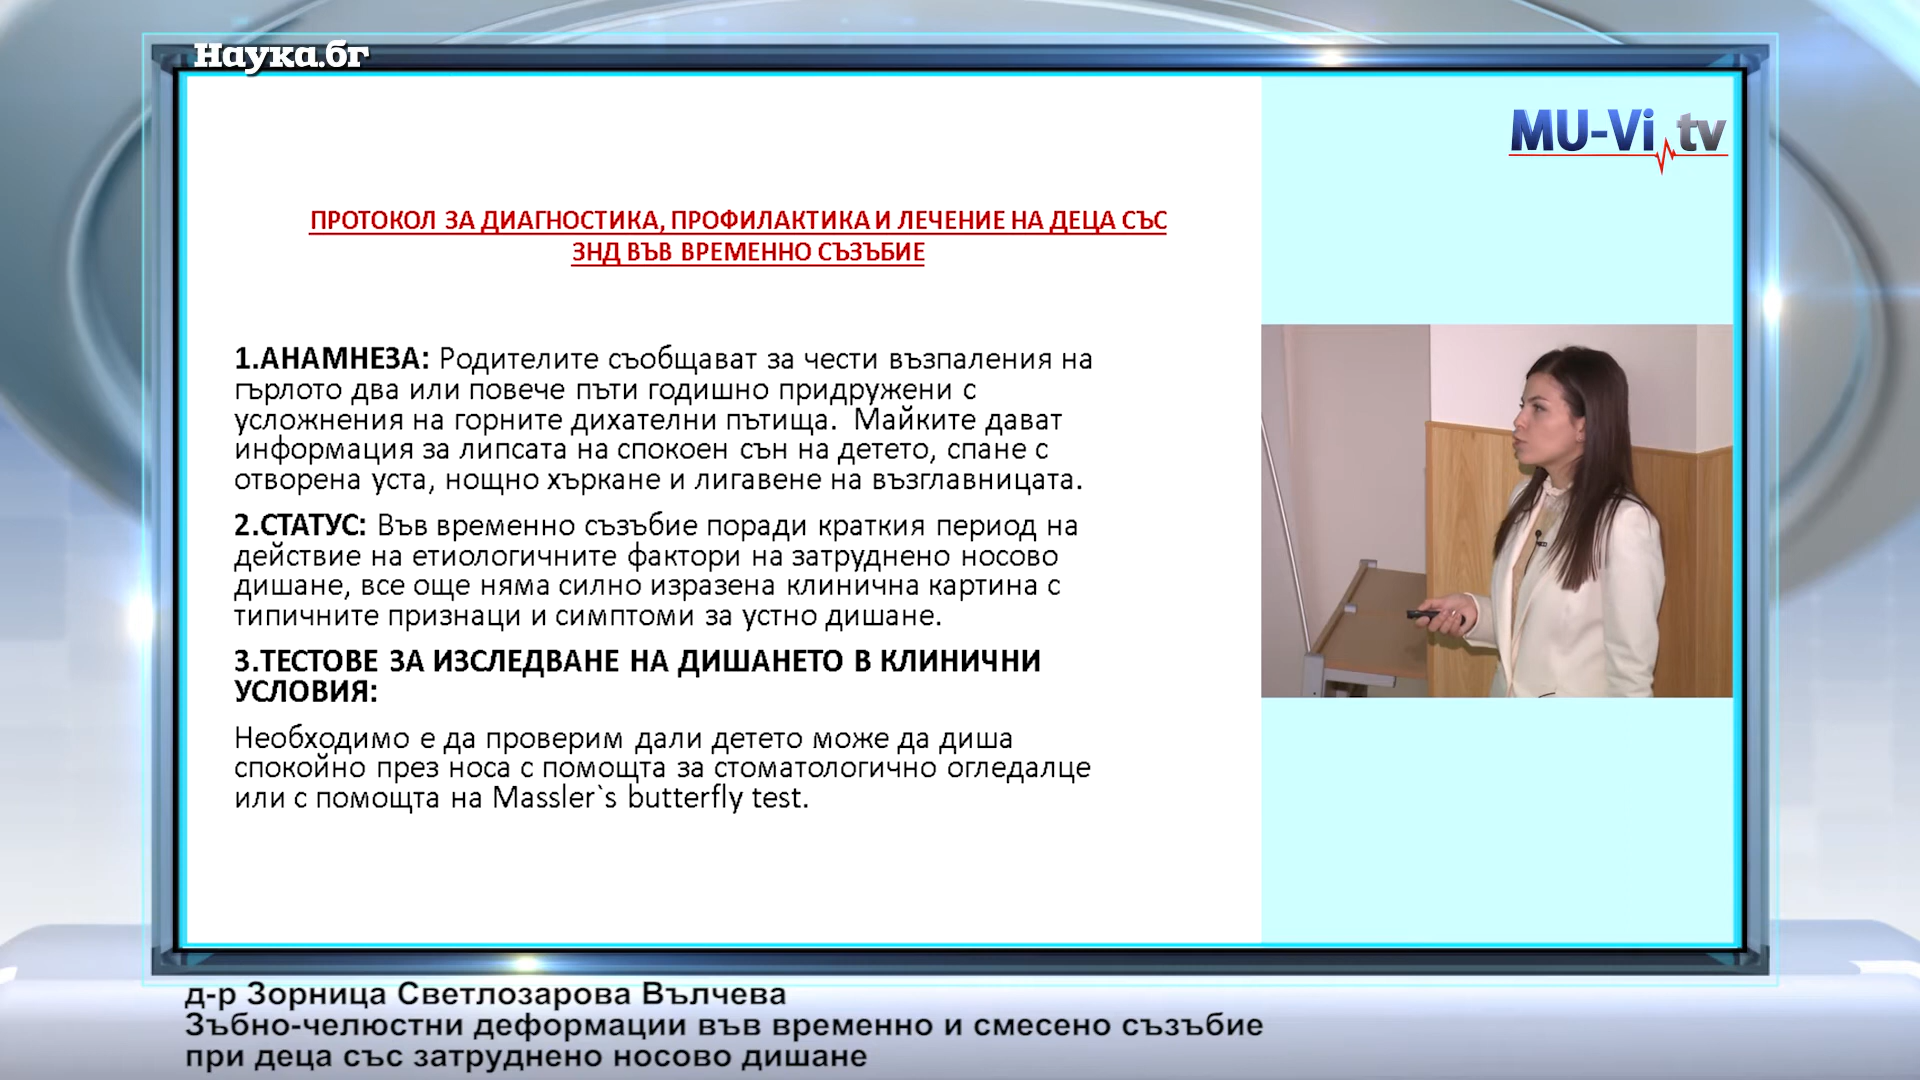 Наука.бг
MU-Vi tv
ПРОТОКОЛ ЗА ДИАГНОСТИКА, ПРОФИЛАКТИКА И ЛЕЧЕНИЕ НА ДЕЦА СЪС
ЗНД ВЪВ ВРЕМЕННО СЪЗЪБИЕ
1.АНАМНЕЗА: Родителите съобщават за чести възпаления на
гърлото два или повече пъти годишно придружени с
усложнения на горните дихателни пътища. Майките дават
информация за липсата на спокоен сън на детето, спане с
отворена уста, нощно хъркане и лигавене на възглавницата.
2.СТАТУС: Във временно съзъбие поради краткия период на
действие на етиологичните фактори на затруднено носово
дишане, все още няма силно изразена клинична картина с
типичните признаци и симптоми за устно дишане.
3.ТЕСТОВЕ ЗА ИЗСЛЕДВАНЕ НА ДИШАНЕТО В КЛИНИЧНИ
УСЛОВИЯ:
Необходимо е да проверим дали детето може да диша
спокойно през носа с помощта за стоматологично огледалце
или с помощта на Massler`s butterfly test.
д-р Зорница Светлозарова Вълчева
Зъбно-челюстни деформации във временно и смесено съзъбие
при деца със затруднено носово дишане